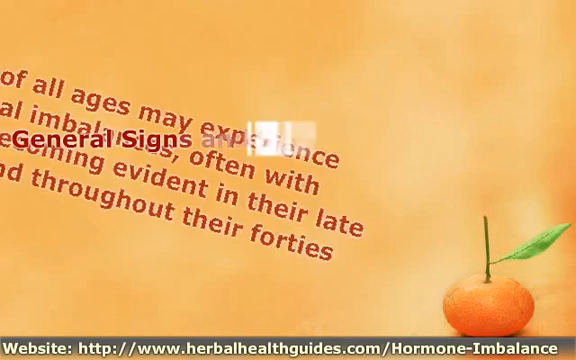 of all ages may experience
al imbalances, often with
General Signs
ecoming evident in their late
nd throughout their forties
Website: http://www.herbalhealthguides.com/Hormone-Imbalance